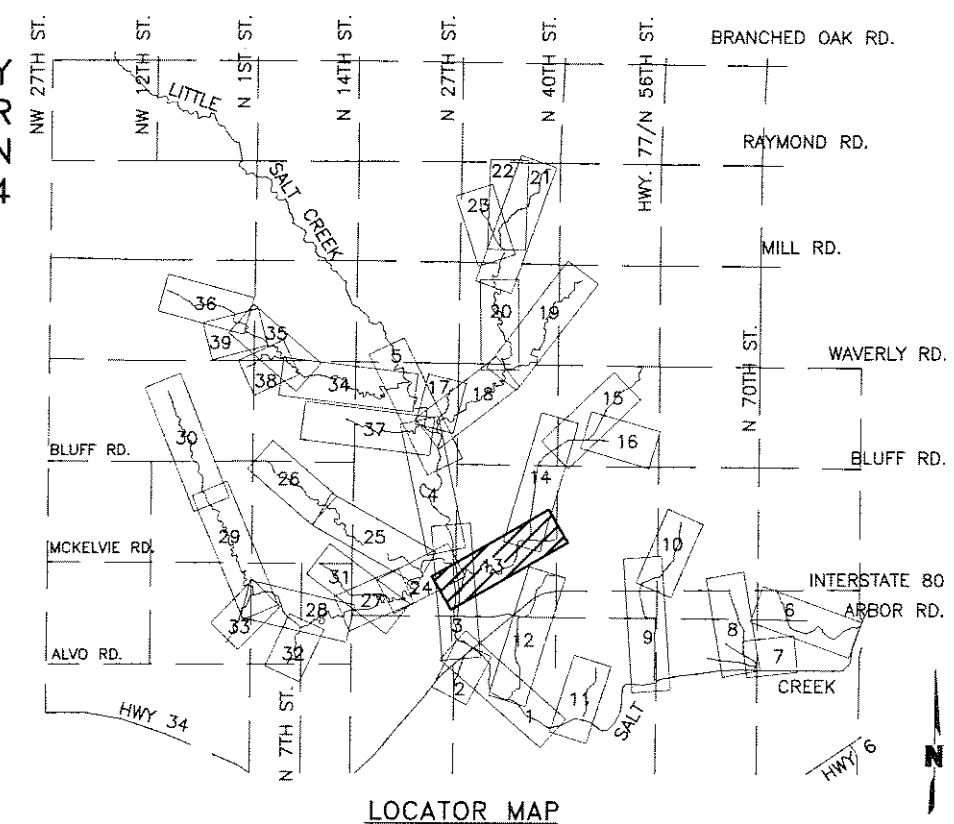 NW 27TH ST.
NW 12TH ST.
N 1ST ST.
N 14TH ST.
N 27TH ST.
N 40TH ST.
HWY. 77/N 56TH ST.
BRANCHED OAK RD.
Y
R
N
4
LITTLE
SALT CREEK
RAYMOND RD.
22
21
23
MILL RD.
36
20
19
35
39
5
N 70TH ST.
WAVERLY RD.
38
34
17
18
15
37
30
16
BLUFF RD.
BLUFF RD.
26
14
4
25
29
10
MCKELVIE RD.
13
31
24
INTERSTATE 80
27
28
6
ARBOR RD.
33
3
12
9
8
ALVO RD.
32
7
2
11
CREEK
1
SALT
HWY 34
N 7TH ST.
HWY 6
N
LOCATOR MAP